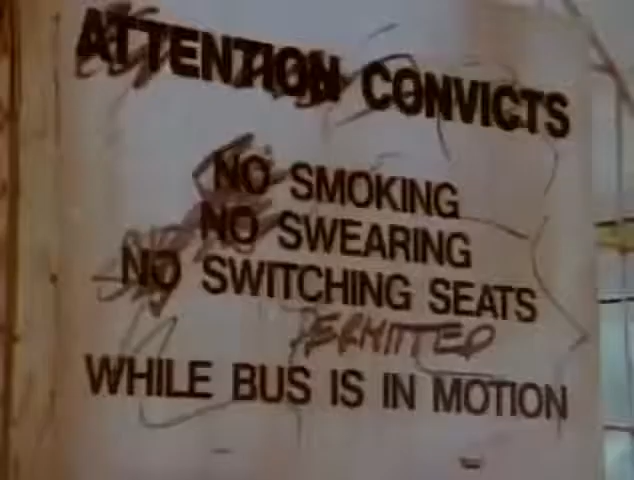 ATTENTION CONVICTS
NO SMOKING
NO SWEARING
NO SWITCHING SEATS
PERMITTED
WHILE BUS IS IN MOTION